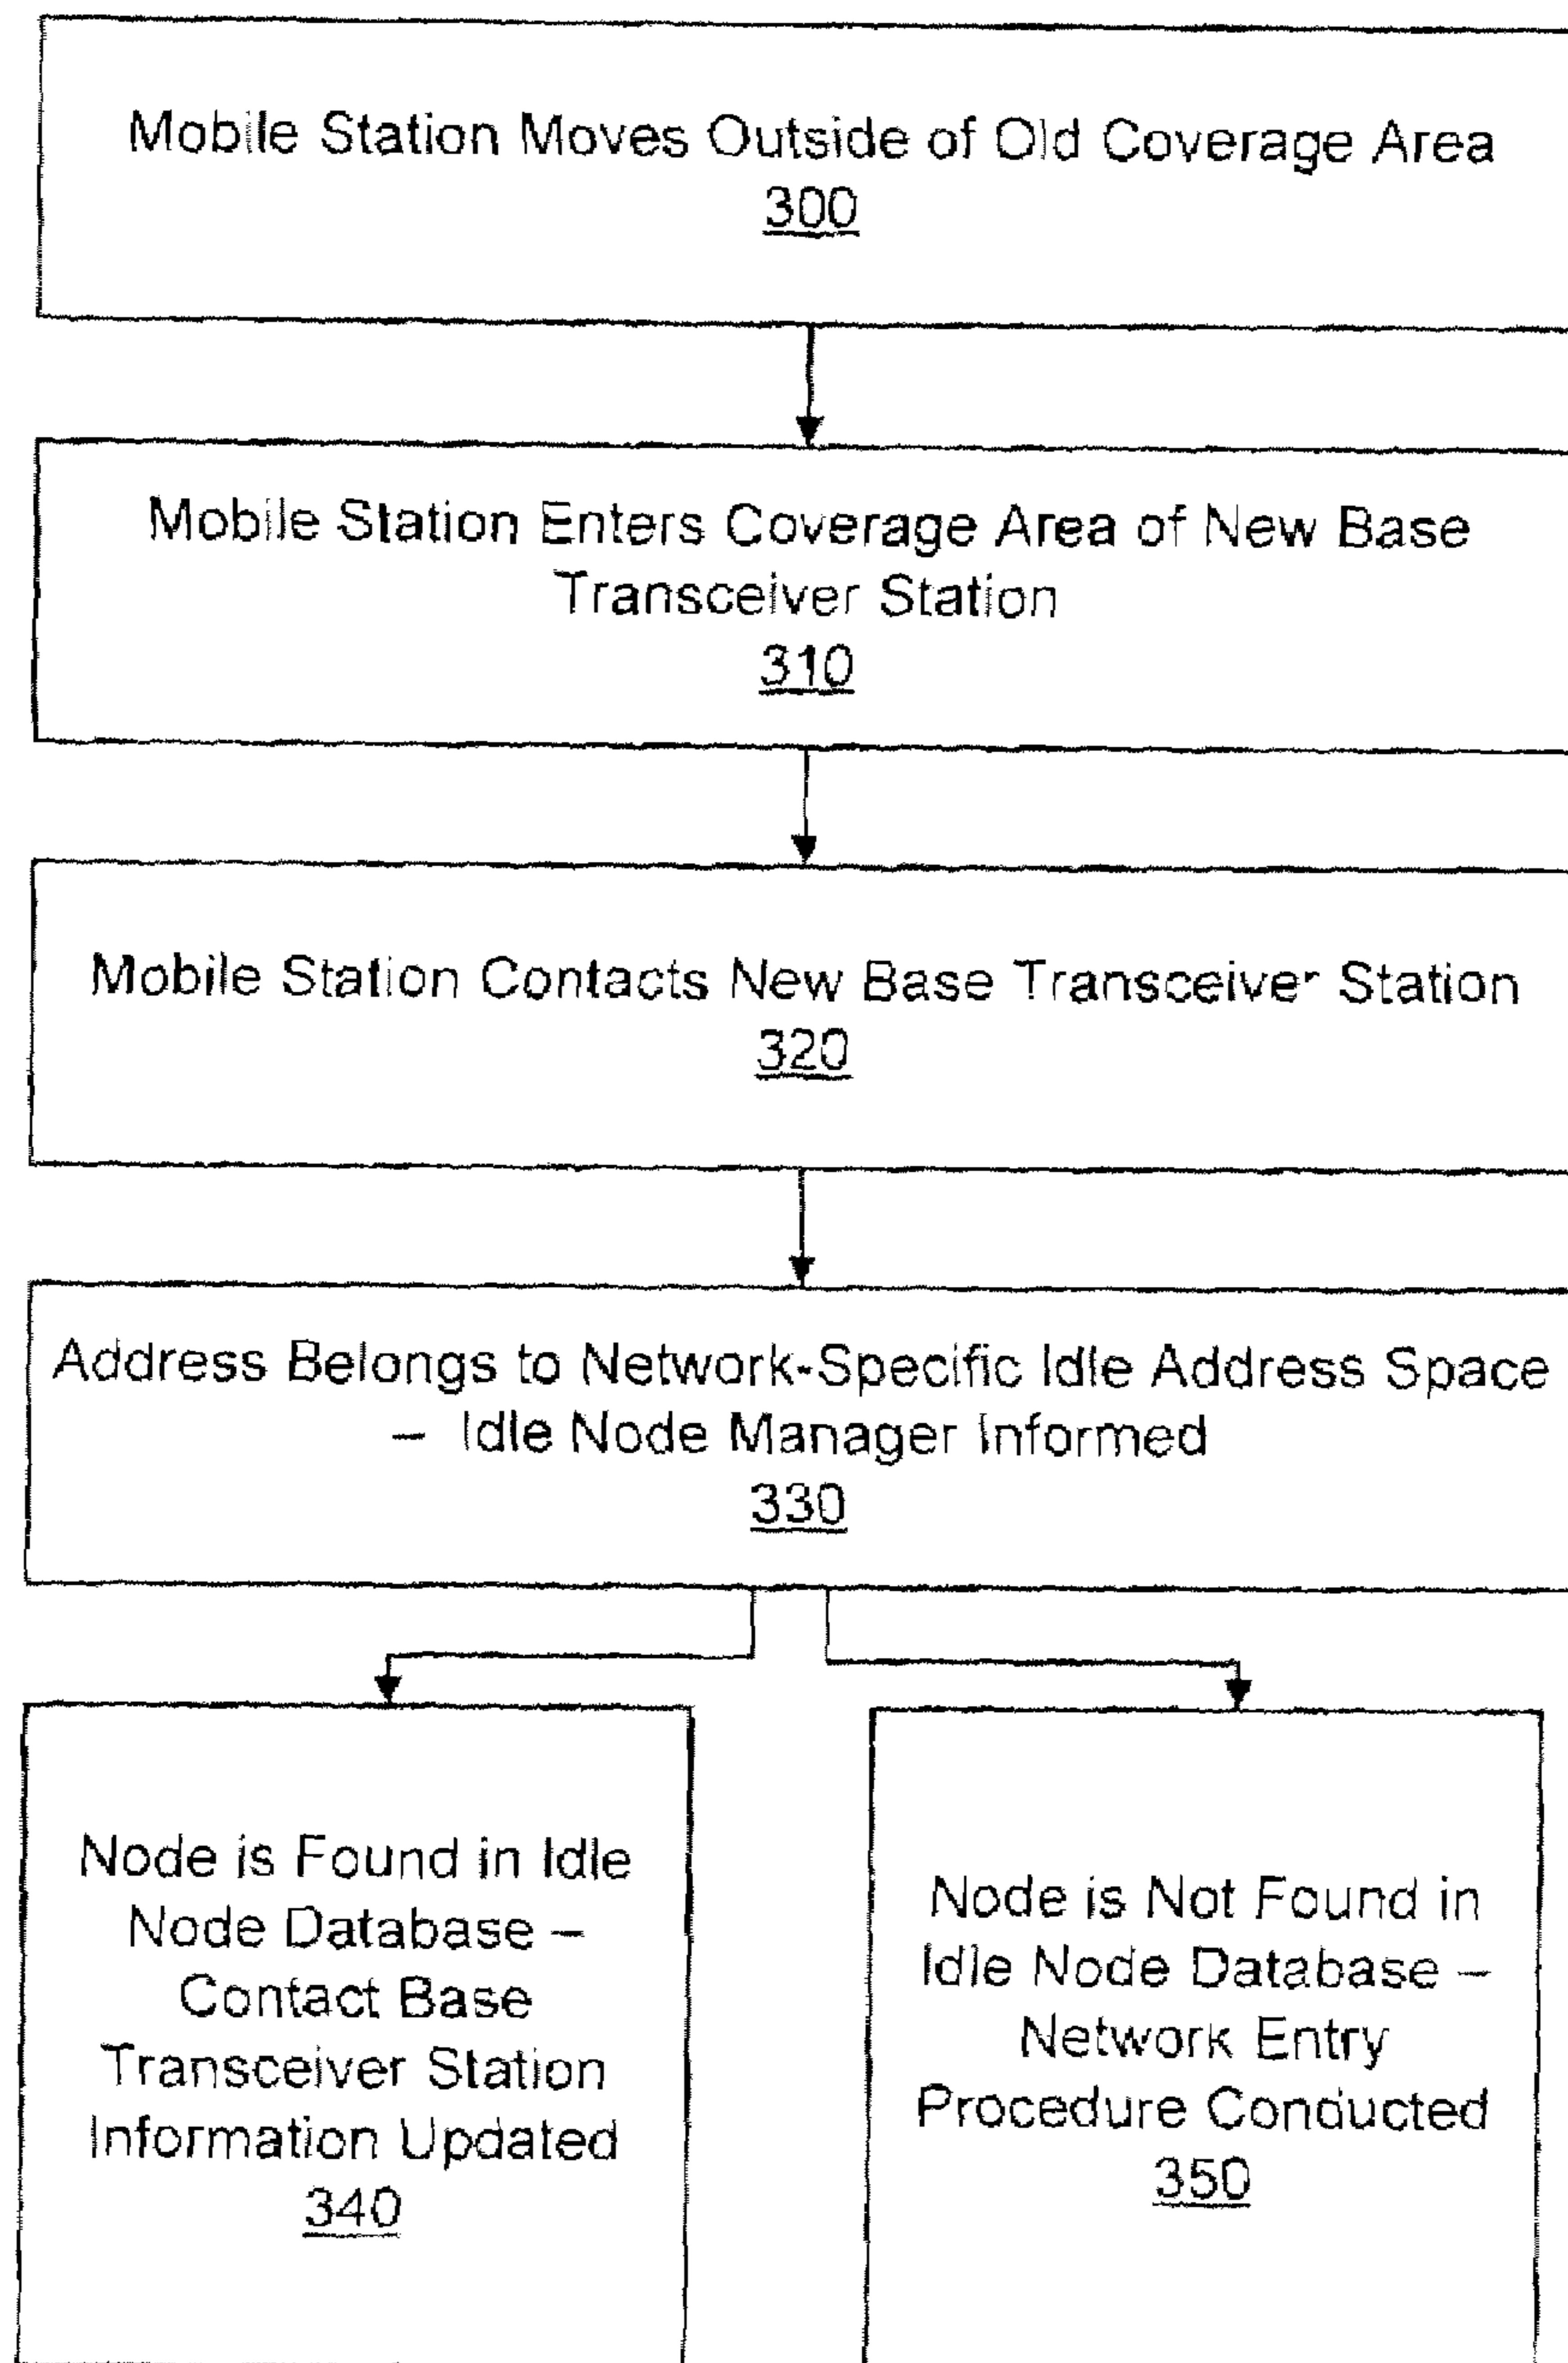 Mobile Station Moves Outside of Old Coverage Area
300
Mobile Station Enters Coverage Area of New Base
Transceiver Station
310
Mobile Station Contacts New Base Transceiver Station
320
Address Belongs to Network-Specific Idle Address Space
– Idle Node Manager Informed
330
Node is Found in Idle
Node Database –
Contact Base
Transceiver Station
Information Updated
340
Node is Not Found in
Idle Node Database –
Network Entry
Procedure Conducted
350